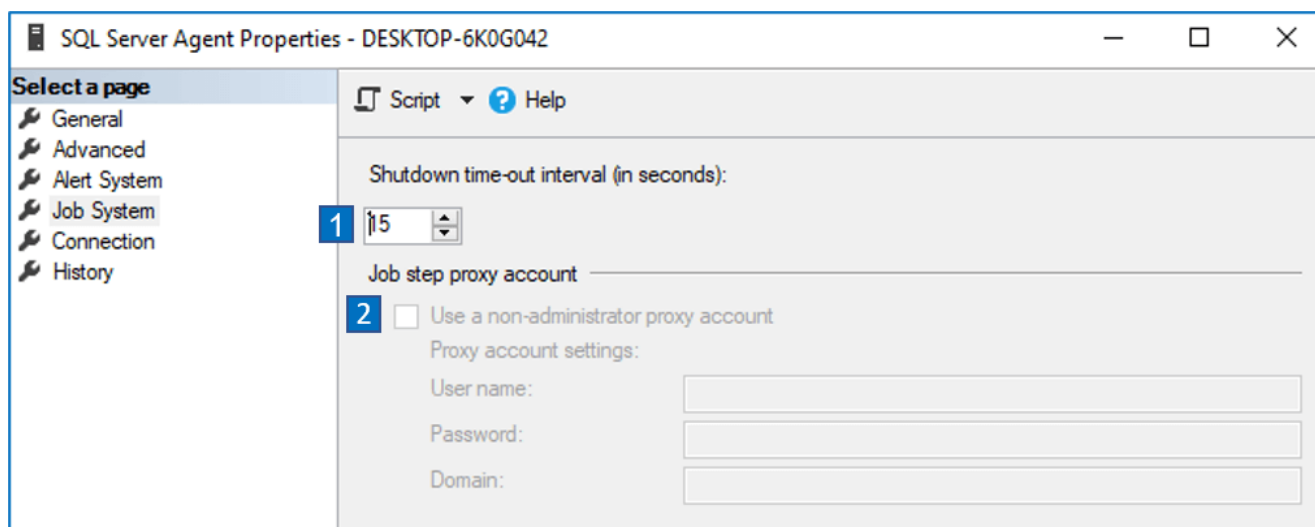 SQL Server Agent Properties - DESKTOP-6K0G042
Select a page
General
Advanced
Alert System
Job System
Connection
History
Script
Help
Shutdown time-out interval (in seconds):
1
15
Job step proxy account
2
Use a non-administrator proxy account
Proxy account settings:
User name:
Password:
Domain: